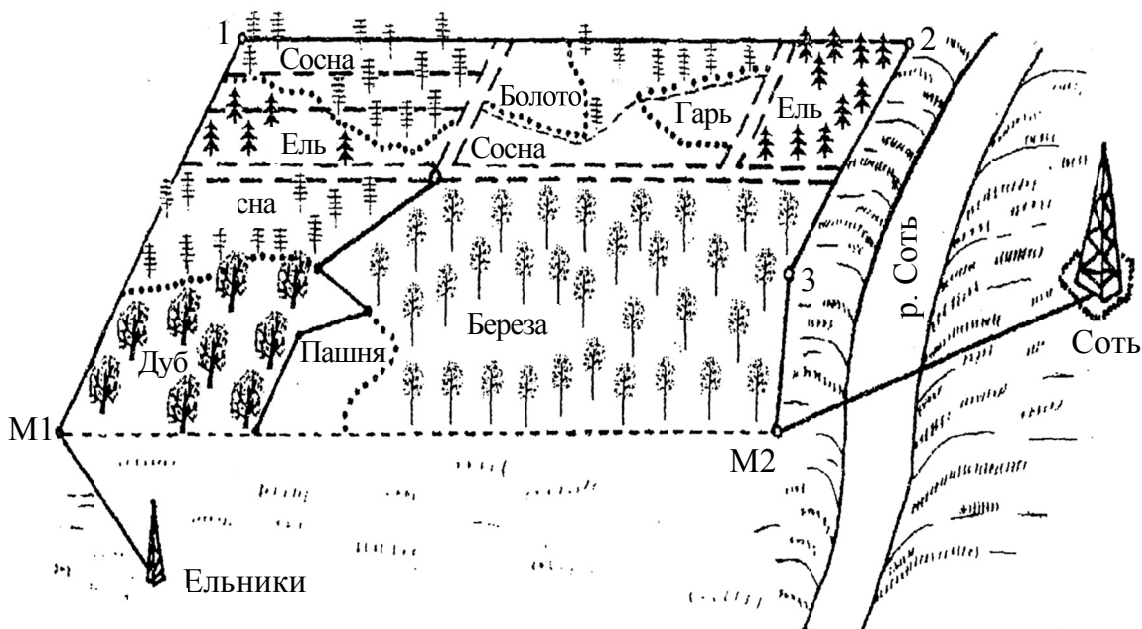 1
2
Сосна
Болото
Гарь
Ель
Ель
Сосна
сна
р. Соть
3
Береза
Соть
Пашня
Дуб
М1
М2
Ельники